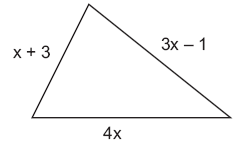 x + 3
3x – 1
4x